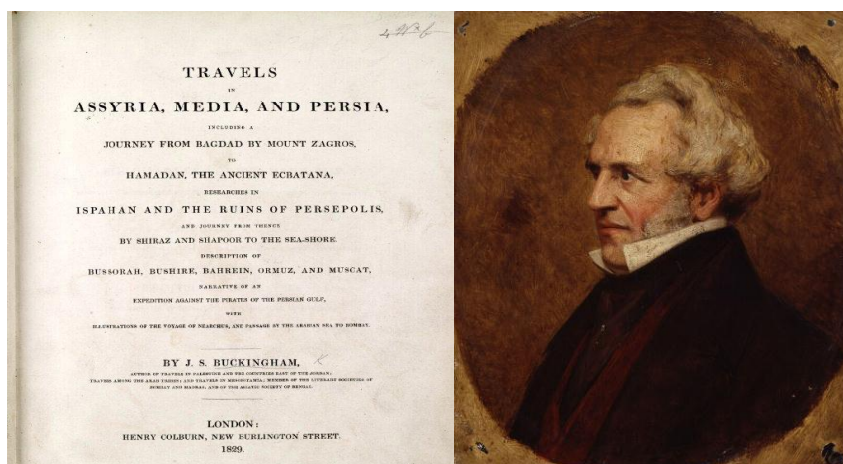 TRAVELS
IN
ASSYRIA, MEDIA, AND PERSIA,
INCLUDING A
JOURNEY FROM BAGDAD BY MOUNT ZAGROS,
TO
HAMADAN, THE ANCIENT ECBATANA,
RESEARCHES IN
ISPAHAN AND THE RUINS OF PERSEPOLIS,
AND JOURNEY FROM THENCE
BY SHIRAZ AND SHAPOOR TO THE SEA-SHORE.
DESCRIPTION OF
BUSSORAH, BUSHIRE, BAHREIN, ORMUZ, AND MUSCAT,
NARRATIVE OF AN
EXPEDITION AGAINST THE PIRATES OF THE PERSIAN GULF,
WITH
ILLUSTRATIONS OF THE VOYAGE OF NEARCHUS, AND PASSAGE BY THE ARABIAN SEA TO BOMBAY.
BY J. S. BUCKINGHAM,
AUTHOR OF TRAVELS IN PALESTINE AND THE COUNTRIES EAST OF THE JORDAN;
TRAVELS AMONG THE ARAB TRIBES; AND TRAVELS IN MESOPOTAMIA; MEMBER OF THE LITERARY SOCIETIES OF
BOMBAY AND MADRAS, AND OF THE ASIATIC SOCIETY OF BENGAL.
LONDON:
HENRY COLBURN, NEW BURLINGTON STREET.
1829.